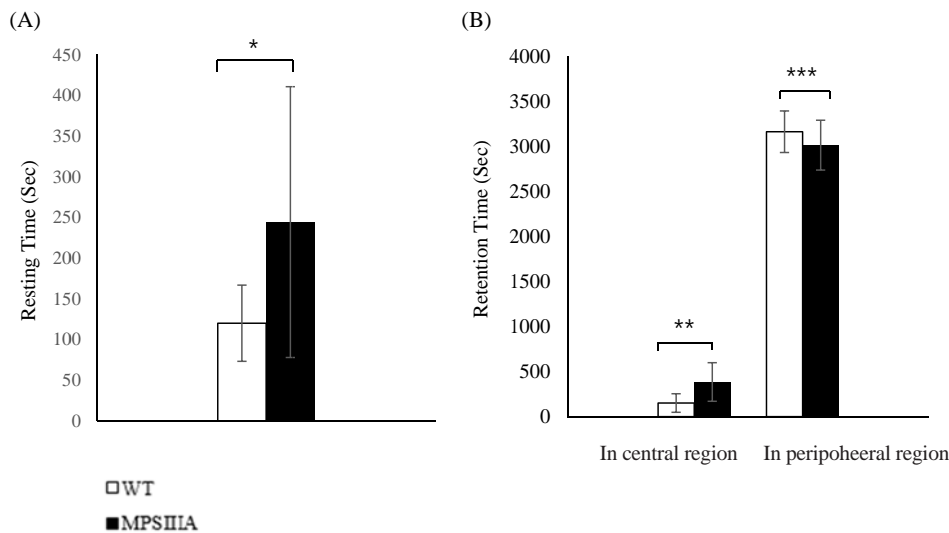 (A)
Resting Time (Sec)
450
400
350
300
250
200
150
100
50
0
*
(B)
Retention Time (Sec)
4000
3500
3000
2500
2000
1500
1000
500
0
**
***
In central region
In peripoheeral region
WT
MPSIIIA